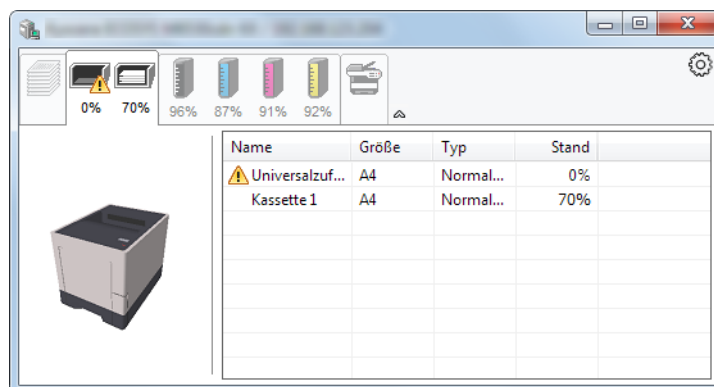 0% 70% 96% 87% 91% 92%
Name Größe Typ Stand
Universalzuf... A4 Normal... 0%
Kassette 1 A4 Normal... 70%